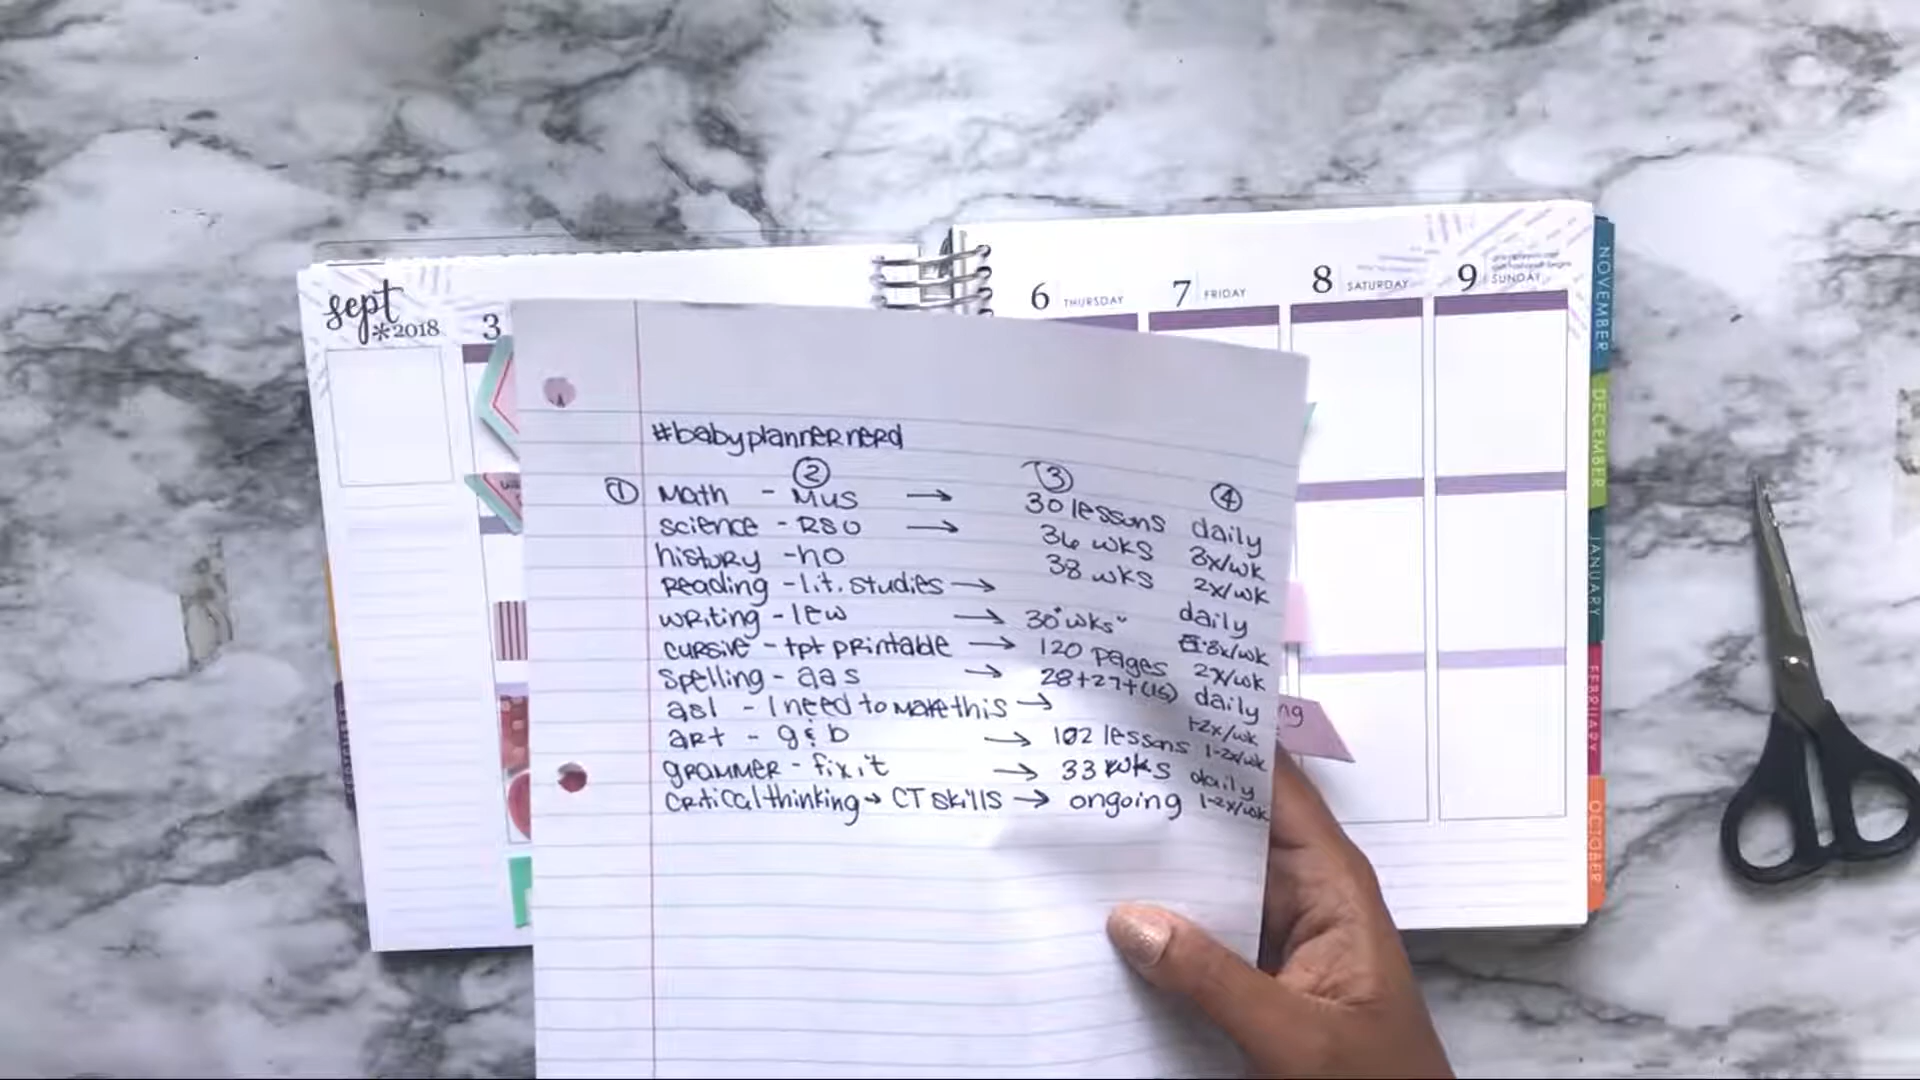 sept
*2018
3
6 THURSDAY
7 FRIDAY
8 SATURDAY
9 SUNDAY
#babyplannernerd
① ② ③ ④
Math - Mus → 30 lessons daily
science - RSO → 36 wks 3x/wk
history - ho 38 wks 2x/wk
Reading - lit. studies → daily
writing - iew → 30 "wks" 3x/wk
cursive - tpt printable → 120 pages 2x/wk
spelling - aas → 28+27+(15) daily
asl - I need to make this → 1-2x/wk
art - g & b → 102 lessons 1-2x/wk
grammer - fix it → 33 wks daily
critical thinking → CT skills → ongoing 1-2x/wk
ng
NOVEMBER
DECEMBER
JANUARY
FEBRUARY
OCTOBER